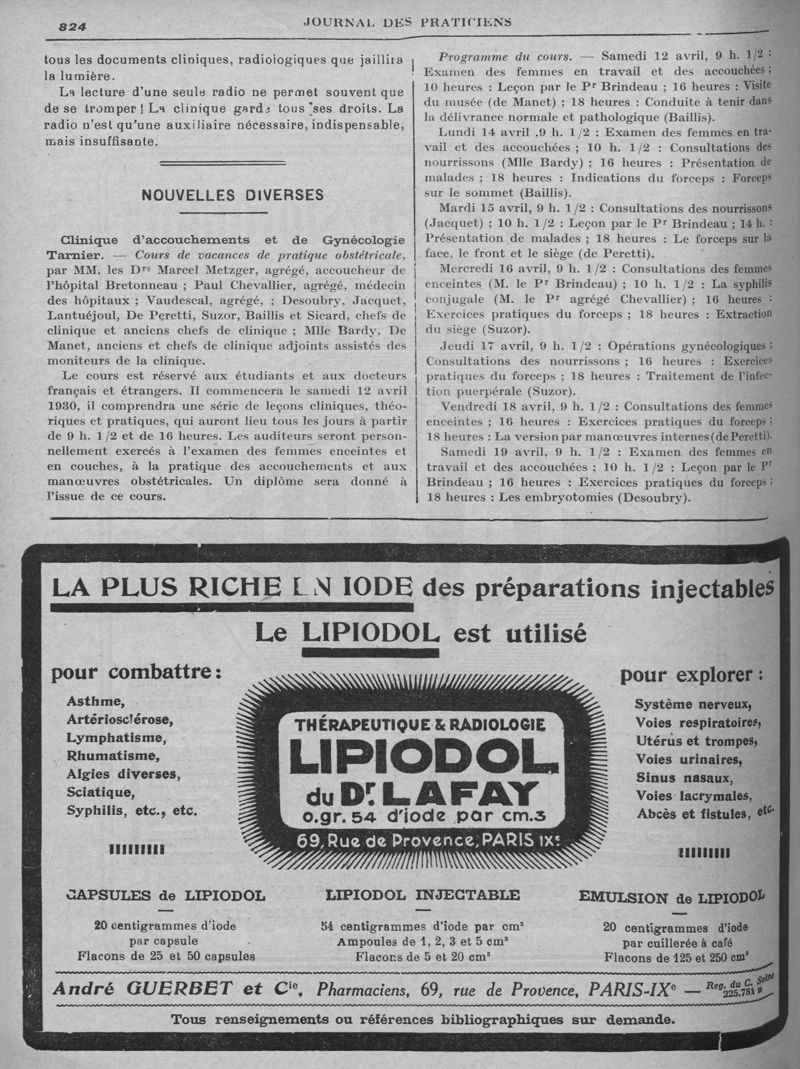 824
JOURNAL DES PRATICIENS
tous les documents cliniques, radiologiques que jaillira
la lumière.
La lecture d'une seule radio ne permet souvent que
de se tromper ! La clinique garde tous ses droits. La
radio n'est qu'une auxiliaire nécessaire, indispensable,
mais insuffisante.
NOUVELLES DIVERSES
Clinique d'accouchements et de Gynécologie
Tarnier. — Cours de vacances de pratique obstétricale,
par MM. les Drs Marcel Metzger, agrégé, accoucheur de
l'hôpital Bretonneau ; Paul Chevallier, agrégé, médecin
des hôpitaux ; Vaudescal, agrégé, ; Desoubry, Jacquet,
Lantuéjoul, De Peretti, Suzor, Baillis et Sicard, chefs de
clinique et anciens chefs de clinique ; Mlle Bardy, De
Manet, anciens et chefs de clinique adjoints assistés des
moniteurs de la clinique.
Le cours est réservé aux étudiants et aux docteurs
français et étrangers. Il commencera le samedi 12 avril
1930, il comprendra une série de leçons cliniques, théo-
riques et pratiques, qui auront lieu tous les jours à partir
de 9 h. 1/2 et de 16 heures. Les auditeurs seront person-
nellement exercés à l'examen des femmes enceintes et
en couches, à la pratique des accouchements et aux
manœuvres obstétricales. Un diplôme sera donné à
l'issue de ce cours.
Programme du cours. — Samedi 12 avril, 9 h. 1/2 :
Examen des femmes en travail et des accouchées ;
10 heures : Leçon par le Pr Brindeau ; 16 heures : Visite
du musée (de Manet) ; 18 heures : Conduite à tenir dans
la délivrance normale et pathologique (Baillis).
Lundi 14 avril ,9 h. 1/2 : Examen des femmes en tra-
vail et des accouchées ; 10 h. 1/2 : Consultations des
nourrissons (Mlle Bardy) ; 16 heures : Présentation de
malades ; 18 heures : Indications du forceps : Forceps
sur le sommet (Baillis).
Mardi 15 avril, 9 h. 1/2 : Consultations des nourrissons
(Jacquet) ; 10 h. 1/2 : Leçon par le Pr Brindeau ; 14 h. :
Présentation de malades ; 18 heures : Le forceps sur la
face, le front et le siège (de Peretti).
Mercredi 16 avril, 9 h. 1/2 : Consultations des femmes
enceintes (M. le Pr Brindeau) ; 10 h. 1/2 : La syphilis
conjugale (M. le Pr agrégé Chevallier) ; 16 heures :
Exercices pratiques du forceps ; 18 heures : Extraction
du siège (Suzor).
Jeudi 17 avril, 9 h. 1/2 : Opérations gynécologiques ;
Consultations des nourrissons ; 16 heures : Exercices
pratiques du forceps ; 18 heures : Traitement de l'infec-
tion puerpérale (Suzor).
Vendredi 18 avril, 9 h. 1/2 : Consultations des femmes
enceintes ; 16 heures : Exercices pratiques du forceps ;
18 heures : La version par manœuvres internes (de Peretti).
Samedi 19 avril, 9 h. 1/2 : Examen des femmes en
travail et des accouchées ; 10 h. 1/2 : Leçon par le Pr
Brindeau ; 16 heures : Exercices pratiques du forceps ;
18 heures : Les embryotomies (Desoubry).
LA PLUS RICHE EN IODE des préparations injectables
Le LIPIODOL est utilisé
pour combattre :
Asthme,
Artériosclérose,
Lymphatisme,
Rhumatisme,
Algies diverses,
Sciatique,
Syphilis, etc., etc.
THÉRAPEUTIQUE & RADIOLOGIE
LIPIODOL
du Dr. LAFAY
0.gr. 54 d'iode par cm.3
69, Rue de Provence, PARIS IXe
pour explorer :
Système nerveux,
Voies respiratoires,
Utérus et trompes,
Voies urinaires,
Sinus nasaux,
Voies lacrymales,
Abcès et fistules, etc.
CAPSULES de LIPIODOL
20 centigrammes d'iode
par capsule
Flacons de 25 et 50 capsules
LIPIODOL INJECTABLE
54 centigrammes d'iode par cm³
Ampoules de 1, 2, 3 et 5 cm³
Flacons de 5 et 20 cm³
EMULSION de LIPIODOL
20 centigrammes d'iode
par cuillerée à café
Flacons de 125 et 250 cm³
André GUERBET et Cie, Pharmaciens, 69, rue de Provence, PARIS-IXe — Reg. du C. Seine
225.781 B
Tous renseignements ou références bibliographiques sur demande.